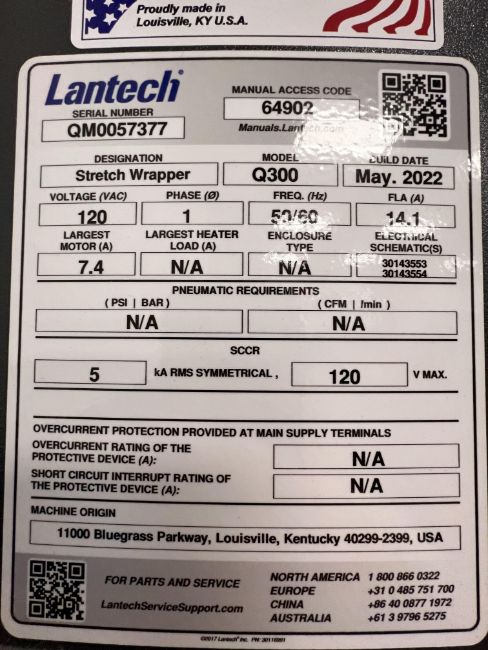 Proudly made in
Louisville, KY U.S.A.
Lantech
SERIAL NUMBER
QM0057377
MANUAL ACCESS CODE
64902
Manuals.Lantech.com
DESIGNATION
Stretch Wrapper
MODEL
Q300
BUILD DATE
May. 2022
VOLTAGE (VAC) PHASE (Ø) FREQ. (Hz) FLA (A)
120 1 50/60 14.1
LARGEST MOTOR (A)
7.4
LARGEST HEATER LOAD (A)
N/A
ENCLOSURE TYPE
N/A
ELECTRICAL SCHEMATIC(S)
30143553
30143554
PNEUMATIC REQUIREMENTS
( PSI | BAR ) ( CFM | l/min )
N/A N/A
SCCR
5 kA RMS SYMMETRICAL , 120 V MAX.
OVERCURRENT PROTECTION PROVIDED AT MAIN SUPPLY TERMINALS
OVERCURRENT RATING OF THE
PROTECTIVE DEVICE (A): N/A
SHORT CIRCUIT INTERRUPT RATING OF
THE PROTECTIVE DEVICE (A): N/A
MACHINE ORIGIN
11000 Bluegrass Parkway, Louisville, Kentucky 40299-2399, USA
FOR PARTS AND SERVICE
LantechServiceSupport.com
NORTH AMERICA 1 800 866 0322
EUROPE +31 0 485 751 700
CHINA +86 40 0877 1972
AUSTRALIA +61 3 9796 5275
©2017 Lantech Inc. PN: